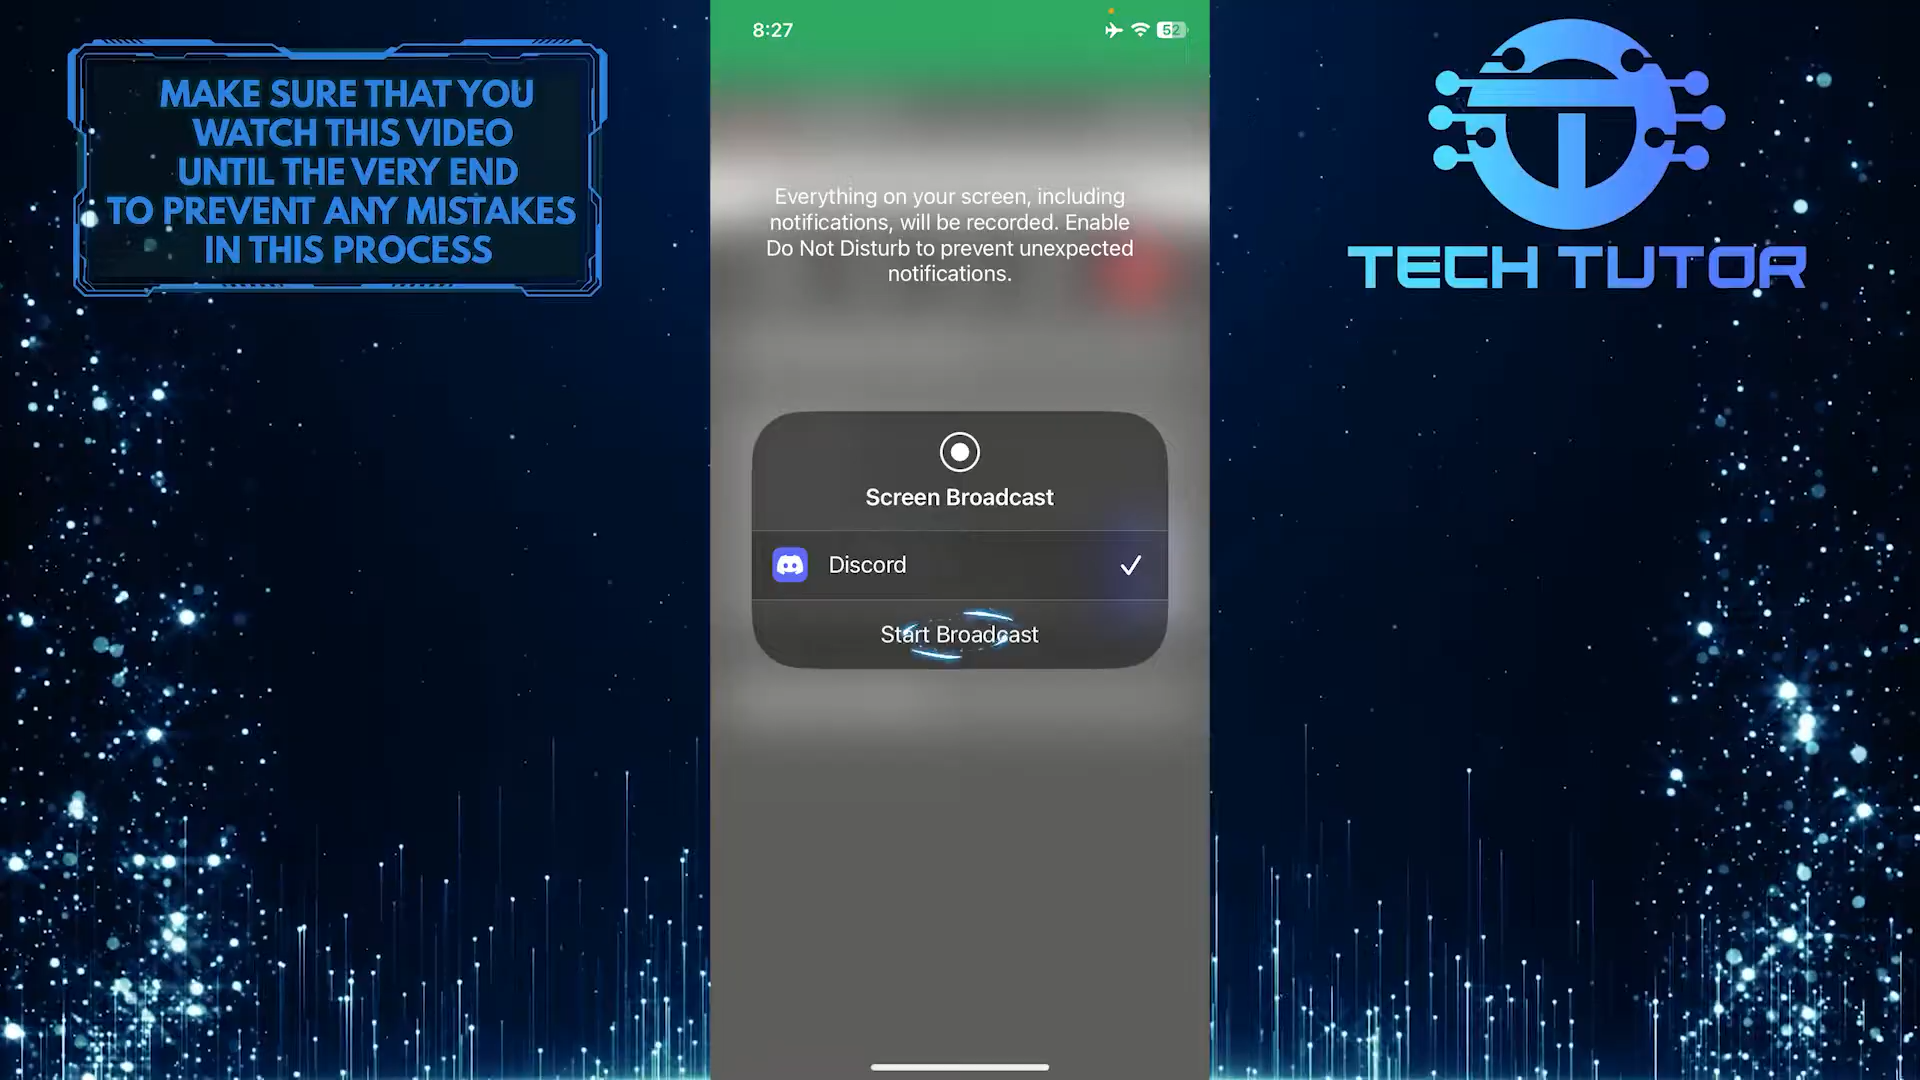 MAKE SURE THAT YOU
WATCH THIS VIDEO
UNTIL THE VERY END
TO PREVENT ANY MISTAKES
IN THIS PROCESS
8:27
52
Everything on your screen, including
notifications, will be recorded. Enable
Do Not Disturb to prevent unexpected
notifications.
Screen Broadcast
Discord
Start Broadcast
TECH TUTOR